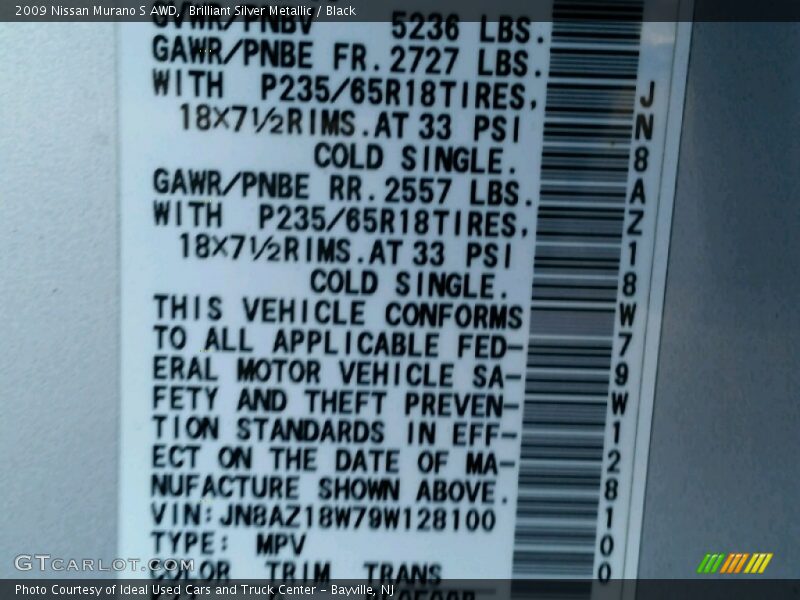 2009 Nissan Murano S AWD, Brilliant Silver Metallic / Black
GVWR/PNBV 5236 LBS.
GAWR/PNBE FR. 2727 LBS.
WITH P235/65R18TIRES,
18X7½RIMS.AT 33 PSI
COLD SINGLE.
GAWR/PNBE RR. 2557 LBS.
WITH P235/65R18TIRES,
18X7½RIMS.AT 33 PSI
COLD SINGLE.
THIS VEHICLE CONFORMS
TO ALL APPLICABLE FED-
ERAL MOTOR VEHICLE SA-
FETY AND THEFT PREVEN-
TION STANDARDS IN EFF-
ECT ON THE DATE OF MA-
NUFACTURE SHOWN ABOVE.
VIN:JN8AZ18W79W128100
TYPE: MPV
COLOR TRIM TRANS
JN8AZ18W79W128100
GTCARLOT.COM
Photo Courtesy of Ideal Used Cars and Truck Center - Bayville, NJ